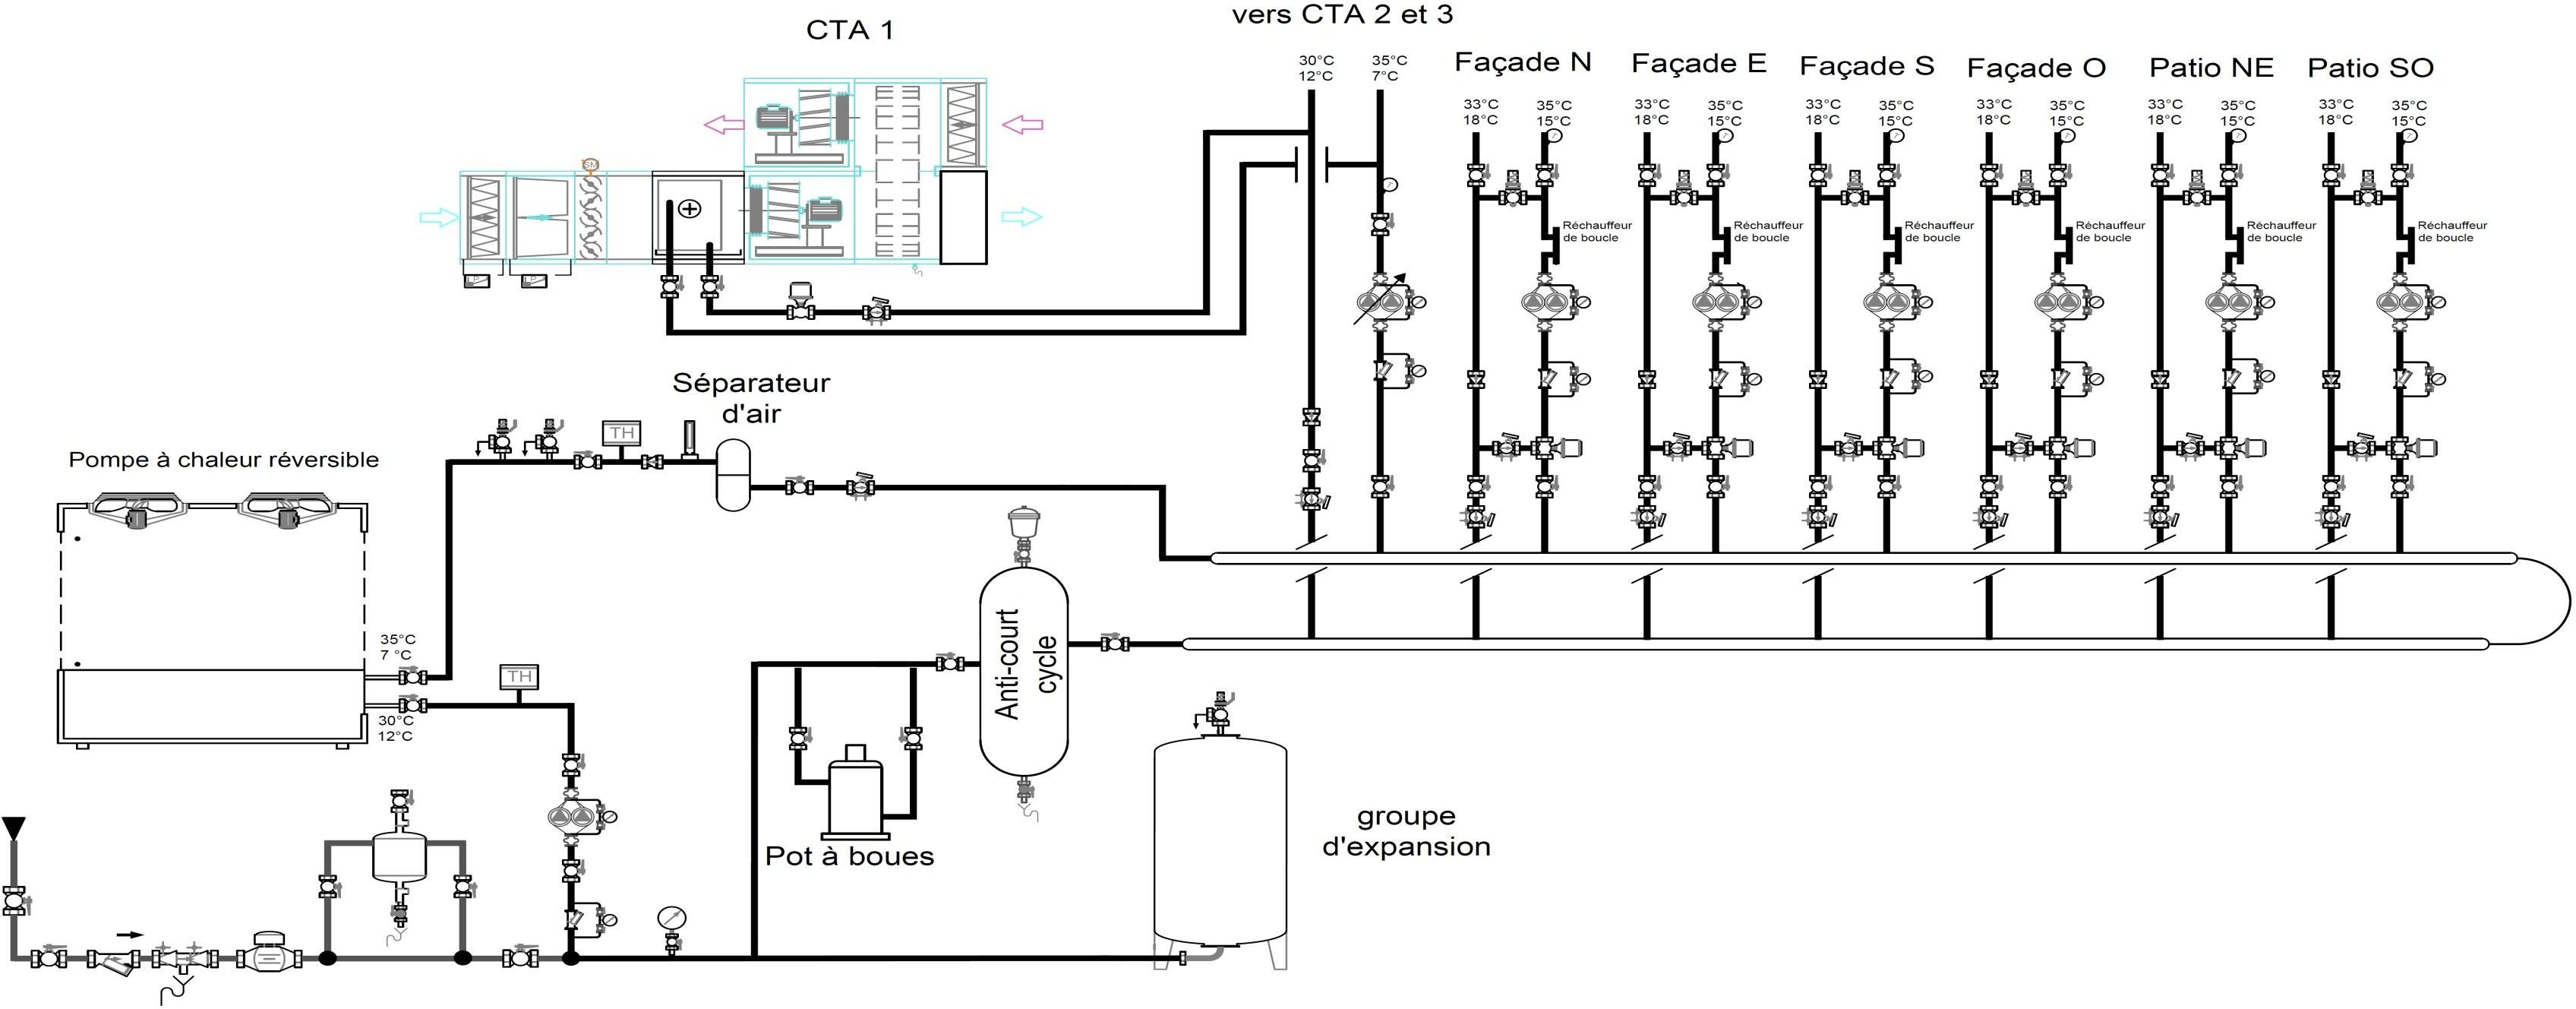 CTA 1
vers CTA 2 et 3
30°C
12°C
35°C
7°C
Façade N
33°C
18°C
35°C
15°C
Réchauffeur
de boucle
Façade E
33°C
18°C
35°C
15°C
Réchauffeur
de boucle
Façade S
33°C
18°C
35°C
15°C
Réchauffeur
de boucle
Façade O
33°C
18°C
35°C
15°C
Réchauffeur
de boucle
Patio NE
33°C
18°C
35°C
15°C
Réchauffeur
de boucle
Patio SO
33°C
18°C
35°C
15°C
Réchauffeur
de boucle
SM
Séparateur
d'air
TH
Pompe à chaleur réversible
35°C
7 °C
30°C
12°C
TH
Anti-court
cycle
Pot à boues
groupe
d'expansion